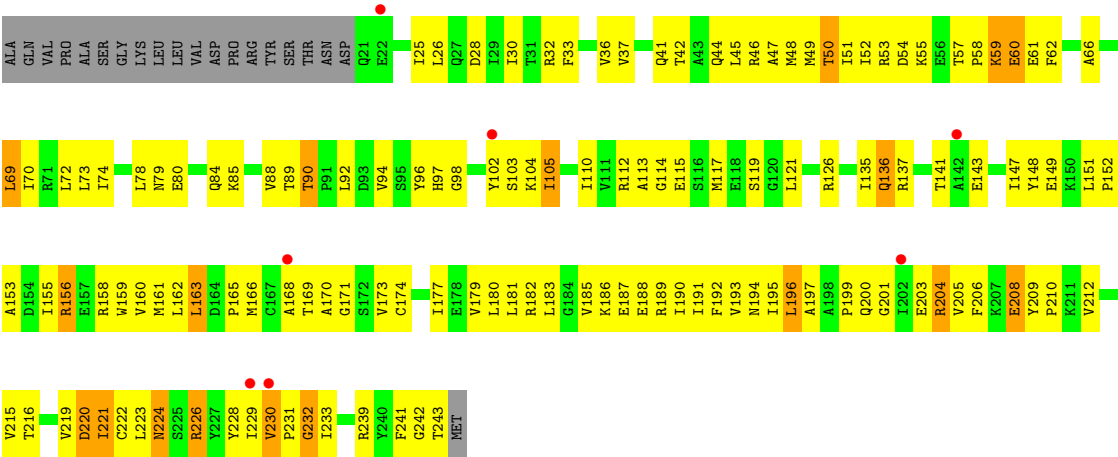 ALA GLN VAL PRO ALA SER GLY LYS LEU LEU VAL ASP PRO ARG TYR SER THR ASN ASP Q21 E22 I25 L26 Q27 D28 I29 I30 T31 R32 F33 V36 V37 Q41 T42 A43 Q44 L45 R46 A47 M48 M49 T50 I51 I52 R53 D54 K55 E56 T57 P58 K59 E60 E61 F62 A66
L69 I70 R71 L72 L73 I74 L78 N79 E80 Q84 K85 V88 T89 T90 P91 L92 D93 V94 S95 Y96 H97 G98 Y102 S103 K104 I105 I110 V111 R112 A113 G114 E115 S116 M117 E118 S119 G120 L121 R126 I135 Q136 R137 T141 A142 E143 I147 Y148 E149 K150 L151 P152
A153 D154 I155 R156 E157 R158 W159 V160 M161 L162 L163 D164 P165 M166 C167 A168 T169 A170 G171 S172 V173 C174 I177 E178 V179 L180 L181 R182 L183 G184 V185 K186 E187 E188 R189 I190 I191 F192 V193 N194 I195 L196 A197 A198 P199 Q200 G201 I202 E203 R204 V205 F206 K207 E208 Y209 P210 K211 V212
V215 T216 V219 D220 I221 C222 L223 N224 S225 R226 Y227 Y228 I229 V230 P231 G232 I233 R239 Y240 F241 G242 T243 MET